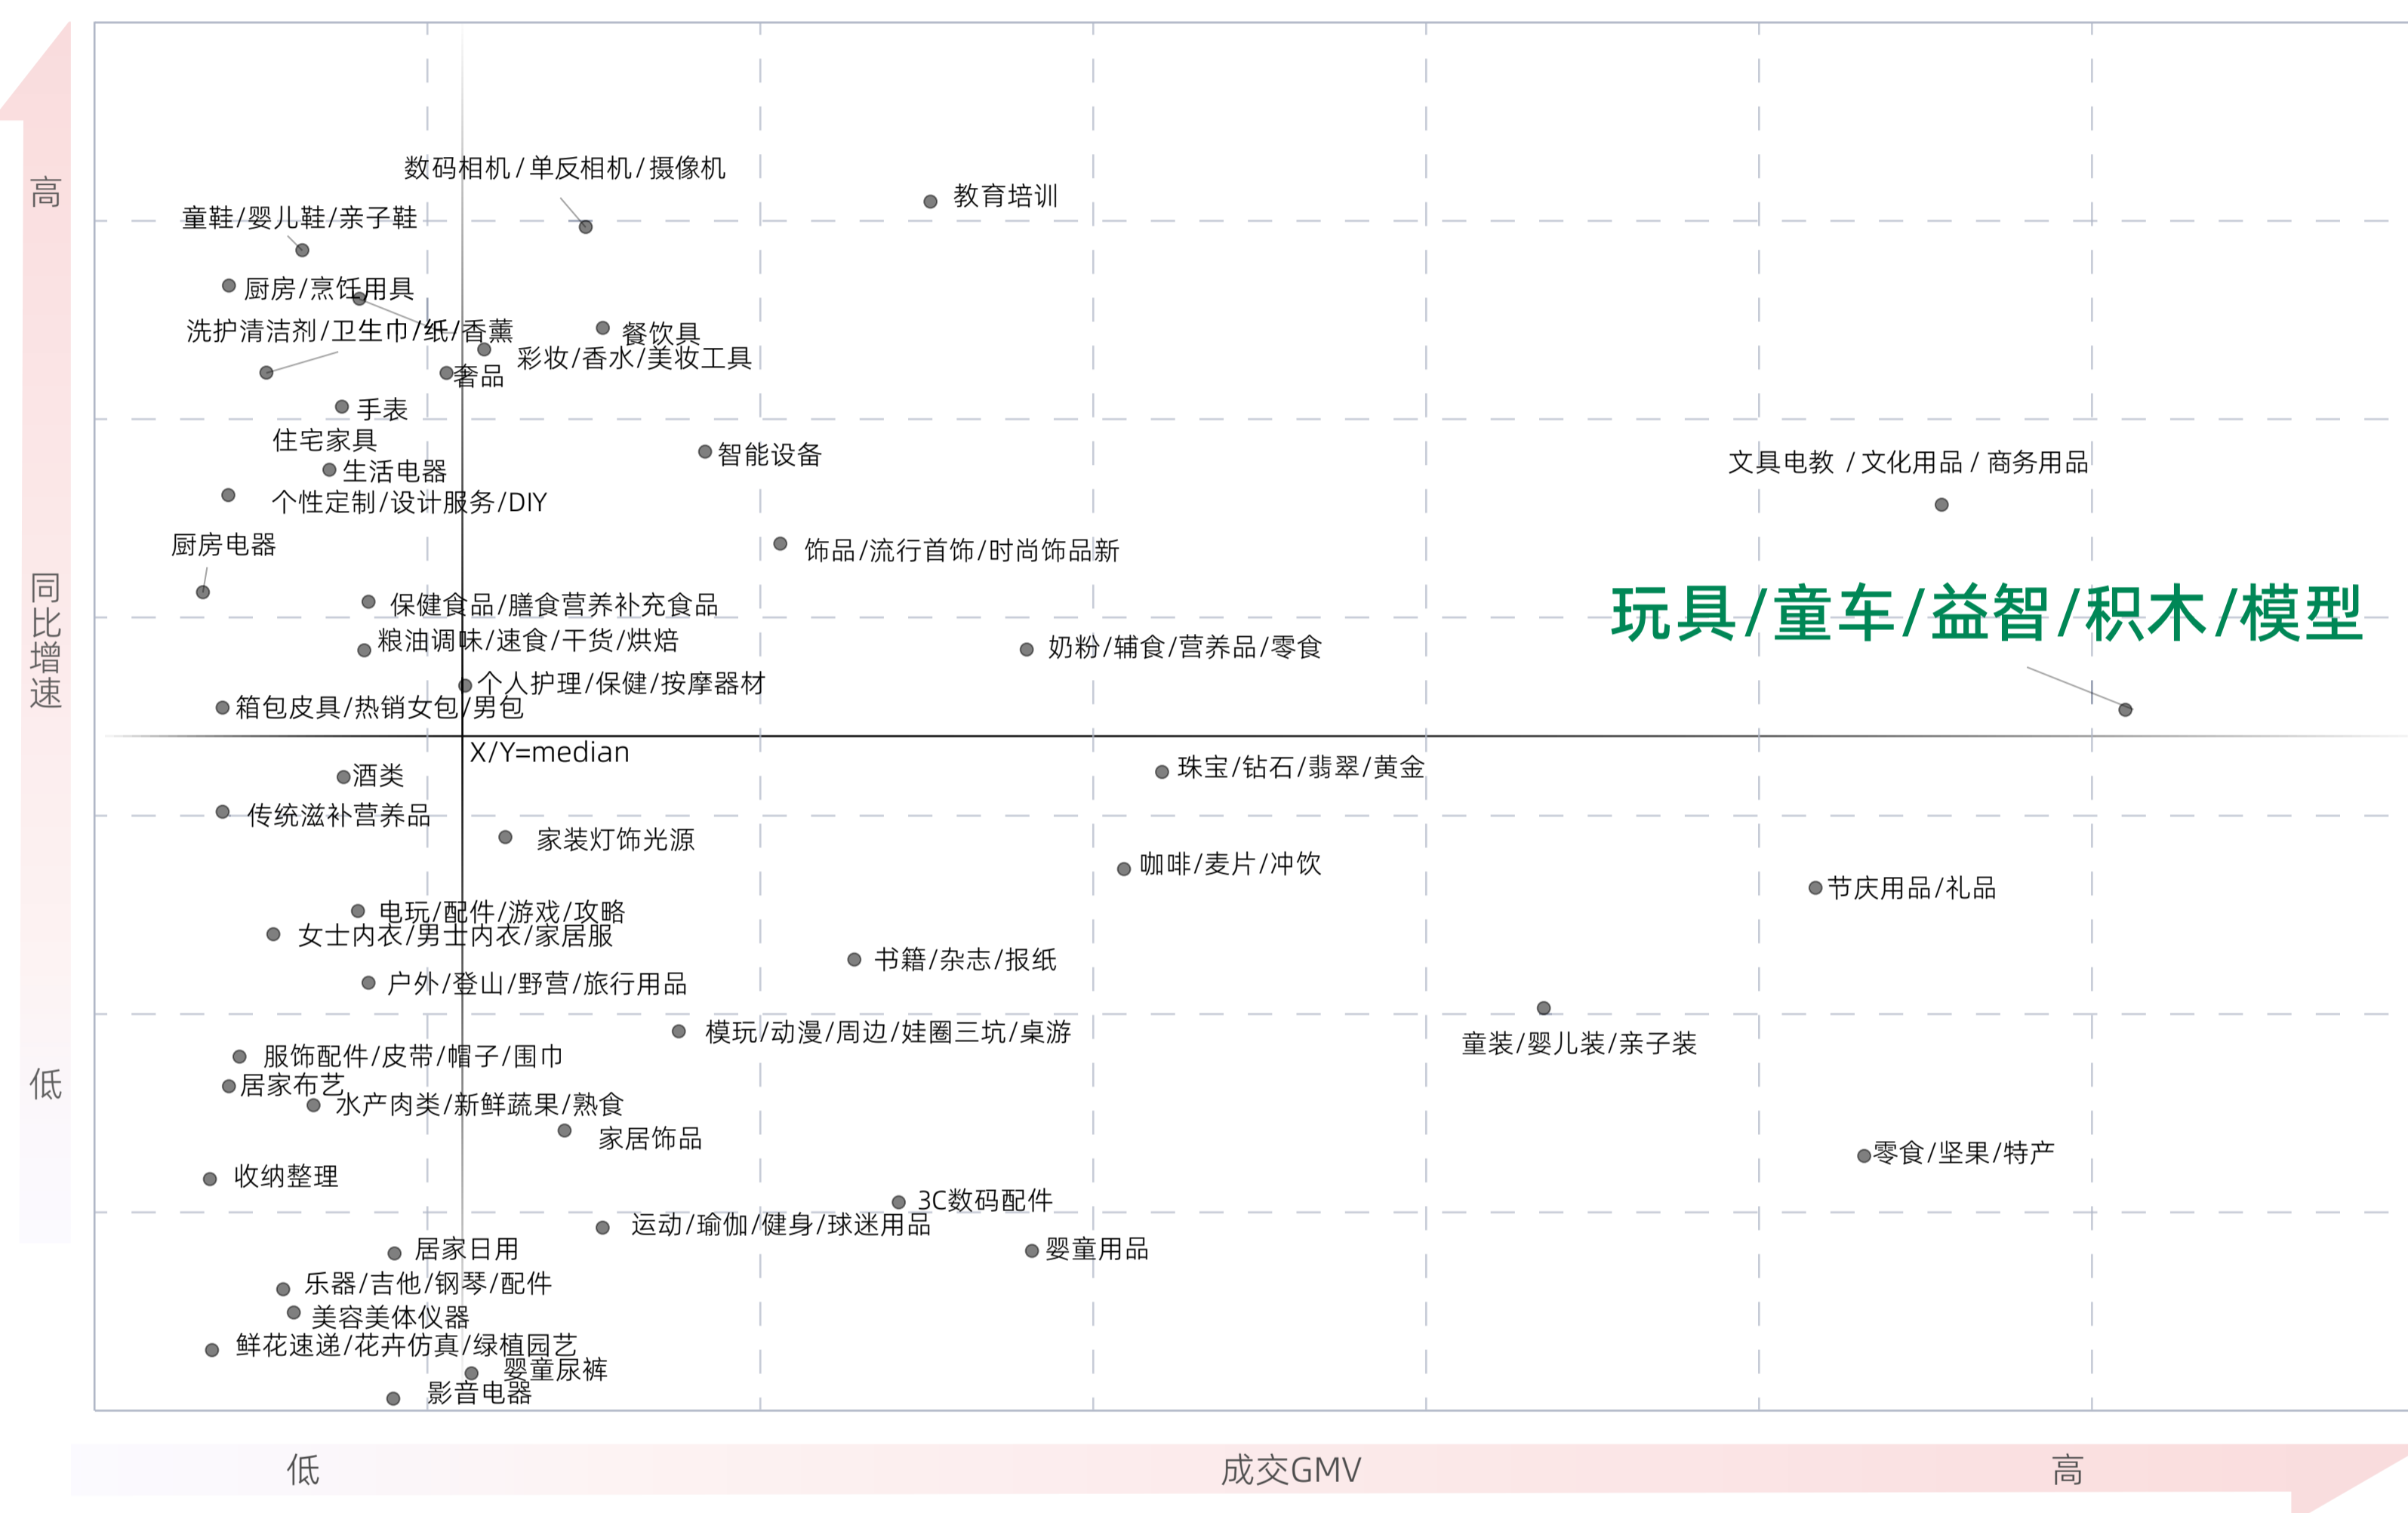 高
数码相机/单反相机/摄像机
教育培训
童鞋/婴儿鞋/亲子鞋
厨房/烹饪用具
洗护清洁剂/卫生巾/纸/香薰
餐饮具
彩妆/香水/美妆工具
奢品
手表
住宅家具
智能设备
生活电器
文具电教 /文化用品/商务用品
个性定制/设计服务/DIY
厨房电器
饰品/流行首饰/时尚饰品新
同比增速
保健食品/膳食营养补充食品
玩具/童车/益智/积木/模型
粮油调味/速食/干货/烘焙
奶粉/辅食/营养品/零食
个人护理/保健/按摩器材
箱包皮具/热销女包/男包
X/Y=median
酒类
珠宝/钻石/翡翠/黄金
传统滋补营养品
家装灯饰光源
咖啡/麦片/冲饮
节庆用品/礼品
电玩/配件/游戏/攻略
女士内衣/男士内衣/家居服
书籍/杂志/报纸
户外/登山/野营/旅行用品
模玩/动漫/周边/娃圈三坑/桌游
童装/婴儿装/亲子装
服饰配件/皮带/帽子/围巾
低
居家布艺
水产肉类/新鲜蔬果/熟食
家居饰品
零食/坚果/特产
收纳整理
3C数码配件
运动/瑜伽/健身/球迷用品
居家日用
婴童用品
乐器/吉他/钢琴/配件
美容美体仪器
鲜花速递/花卉仿真/绿植园艺
婴童尿裤
影音电器
低
成交GMV
高